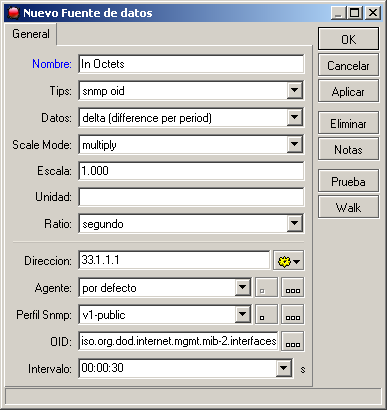 Nuevo Fuente de datos
General
Nombre: In Octets
Tips: snmp oid
Datos: delta (difference per period)
Scale Mode: multiply
Escala: 1.000
Unidad:
Ratio: segundo
Direccion: 33.1.1.1
Agente: por defecto
Perfil Snmp: v1-public
OID: iso.org.dod.internet.mgmt.mib-2.interfaces
Intervalo: 00:00:30 s
OK
Cancelar
Aplicar
Eliminar
Notas
Prueba
Walk